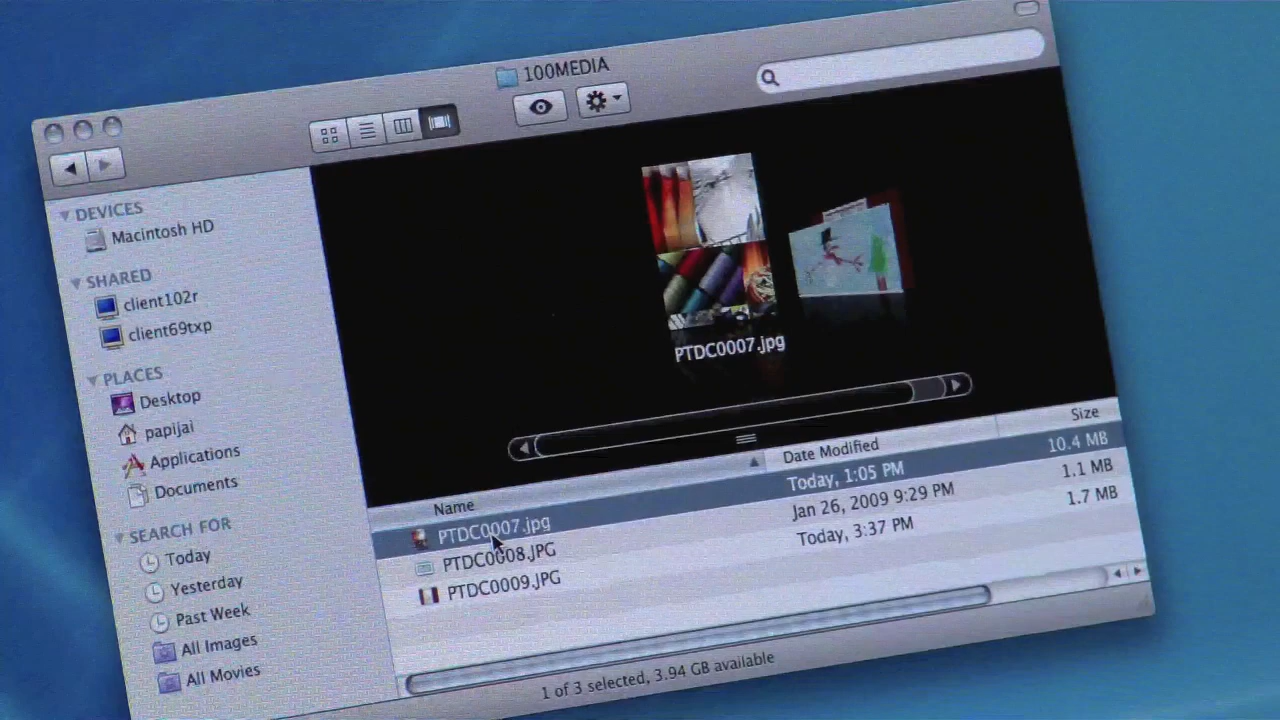 100MEDIA
DEVICES
Macintosh HD
SHARED
client102r
client69txp
PLACES
Desktop
papijai
Applications
Documents
SEARCH FOR
Today
Yesterday
Past Week
All Images
All Movies
PTDC0007.jpg
Name Date Modified Size
PTDC0007.jpg Today, 1:05 PM 10.4 MB
PTDC0008.JPG Jan 26, 2009 9:29 PM 1.1 MB
PTDC0009.JPG Today, 3:37 PM 1.7 MB
1 of 3 selected, 3.94 GB available